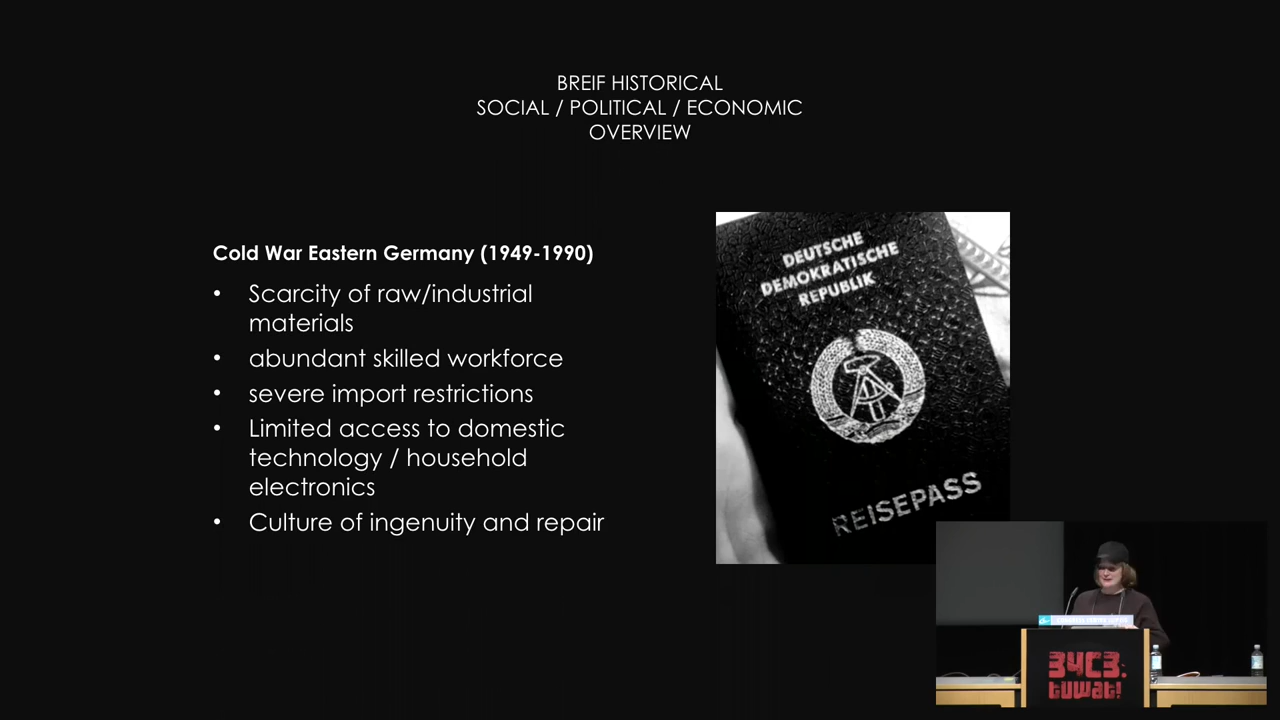 BREIF HISTORICAL
SOCIAL / POLITICAL / ECONOMIC
OVERVIEW
Cold War Eastern Germany (1949-1990)
• Scarcity of raw/industrial
materials
• abundant skilled workforce
• severe import restrictions
• Limited access to domestic
technology / household
electronics
• Culture of ingenuity and repair
DEUTSCHE
DEMOKRATISCHE
REPUBLIK
REISEPASS
34C3.
tuwat!